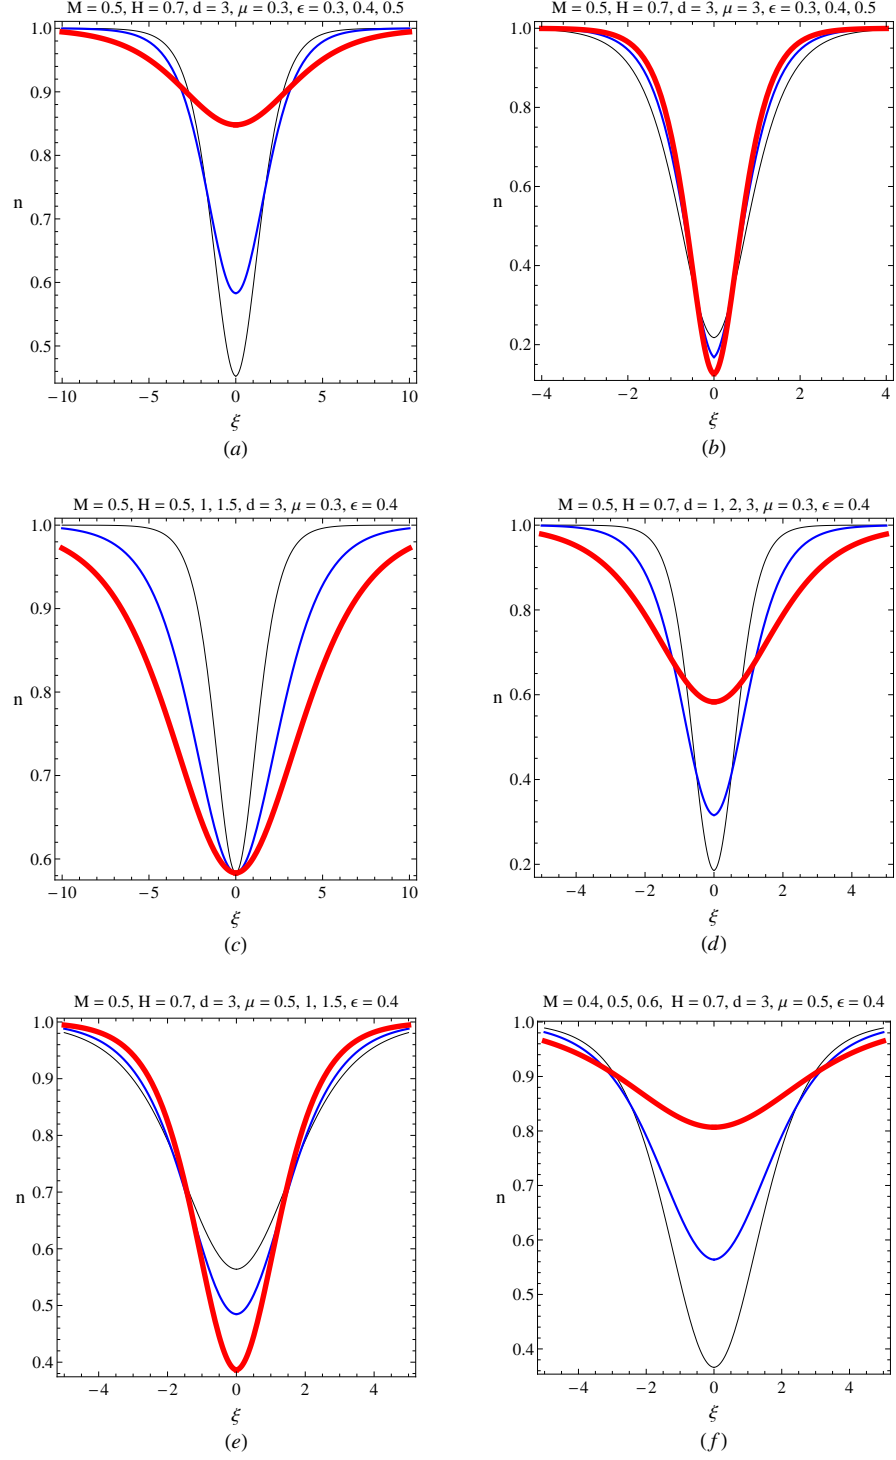 M = 0.5, H = 0.7, d = 3, μ = 0.3, ϵ = 0.3, 0.4, 0.5
1.0
0.9
0.8
n
0.7
0.6
0.5
−10
−5
0
5
10
ξ
(a)
M = 0.5, H = 0.7, d = 3, μ = 3, ϵ = 0.3, 0.4, 0.5
1.0
0.8
0.6
n
0.4
0.2
−4
−2
0
2
4
ξ
(b)
M = 0.5, H = 0.5, 1, 1.5, d = 3, μ = 0.3, ϵ = 0.4
1.0
0.9
0.8
n
0.7
0.6
−10
−5
0
5
10
ξ
(c)
M = 0.5, H = 0.7, d = 1, 2, 3, μ = 0.3, ϵ = 0.4
1.0
0.8
0.6
n
0.4
0.2
−4
−2
0
2
4
ξ
(d)
M = 0.5, H = 0.7, d = 3, μ = 0.5, 1, 1.5, ϵ = 0.4
1.0
0.9
0.8
0.7
n
0.6
0.5
0.4
−4
−2
0
2
4
ξ
(e)
M = 0.4, 0.5, 0.6, H = 0.7, d = 3, μ = 0.5, ϵ = 0.4
1.0
0.9
0.8
0.7
n
0.6
0.5
0.4
−4
−2
0
2
4
ξ
(f)